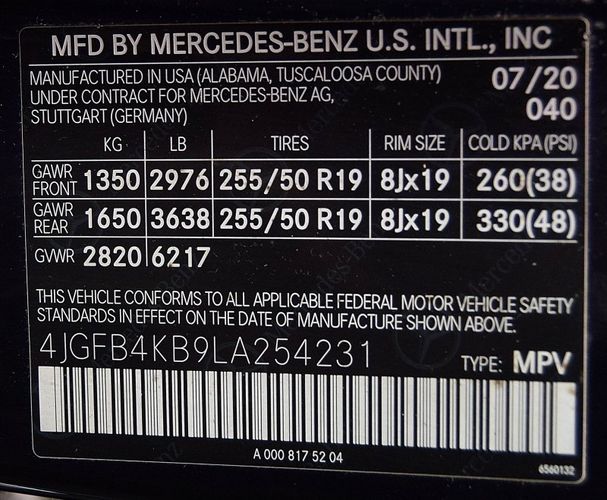 MFD BY MERCEDES-BENZ U.S. INTL., INC
MANUFACTURED IN USA (ALABAMA, TUSCALOOSA COUNTY) 07/20
UNDER CONTRACT FOR MERCEDES-BENZ AG, 040
STUTTGART (GERMANY)
KG LB TIRES RIM SIZE COLD KPA (PSI)
GAWR FRONT 1350 2976 255/50 R19 8Jx19 260(38)
GAWR REAR 1650 3638 255/50 R19 8Jx19 330(48)
GVWR 2820 6217
THIS VEHICLE CONFORMS TO ALL APPLICABLE FEDERAL MOTOR VEHICLE SAFETY
STANDARDS IN EFFECT ON THE DATE OF MANUFACTURE SHOWN ABOVE.
4JGFB4KB9LA254231 TYPE: MPV
A 000 817 52 04
6560132